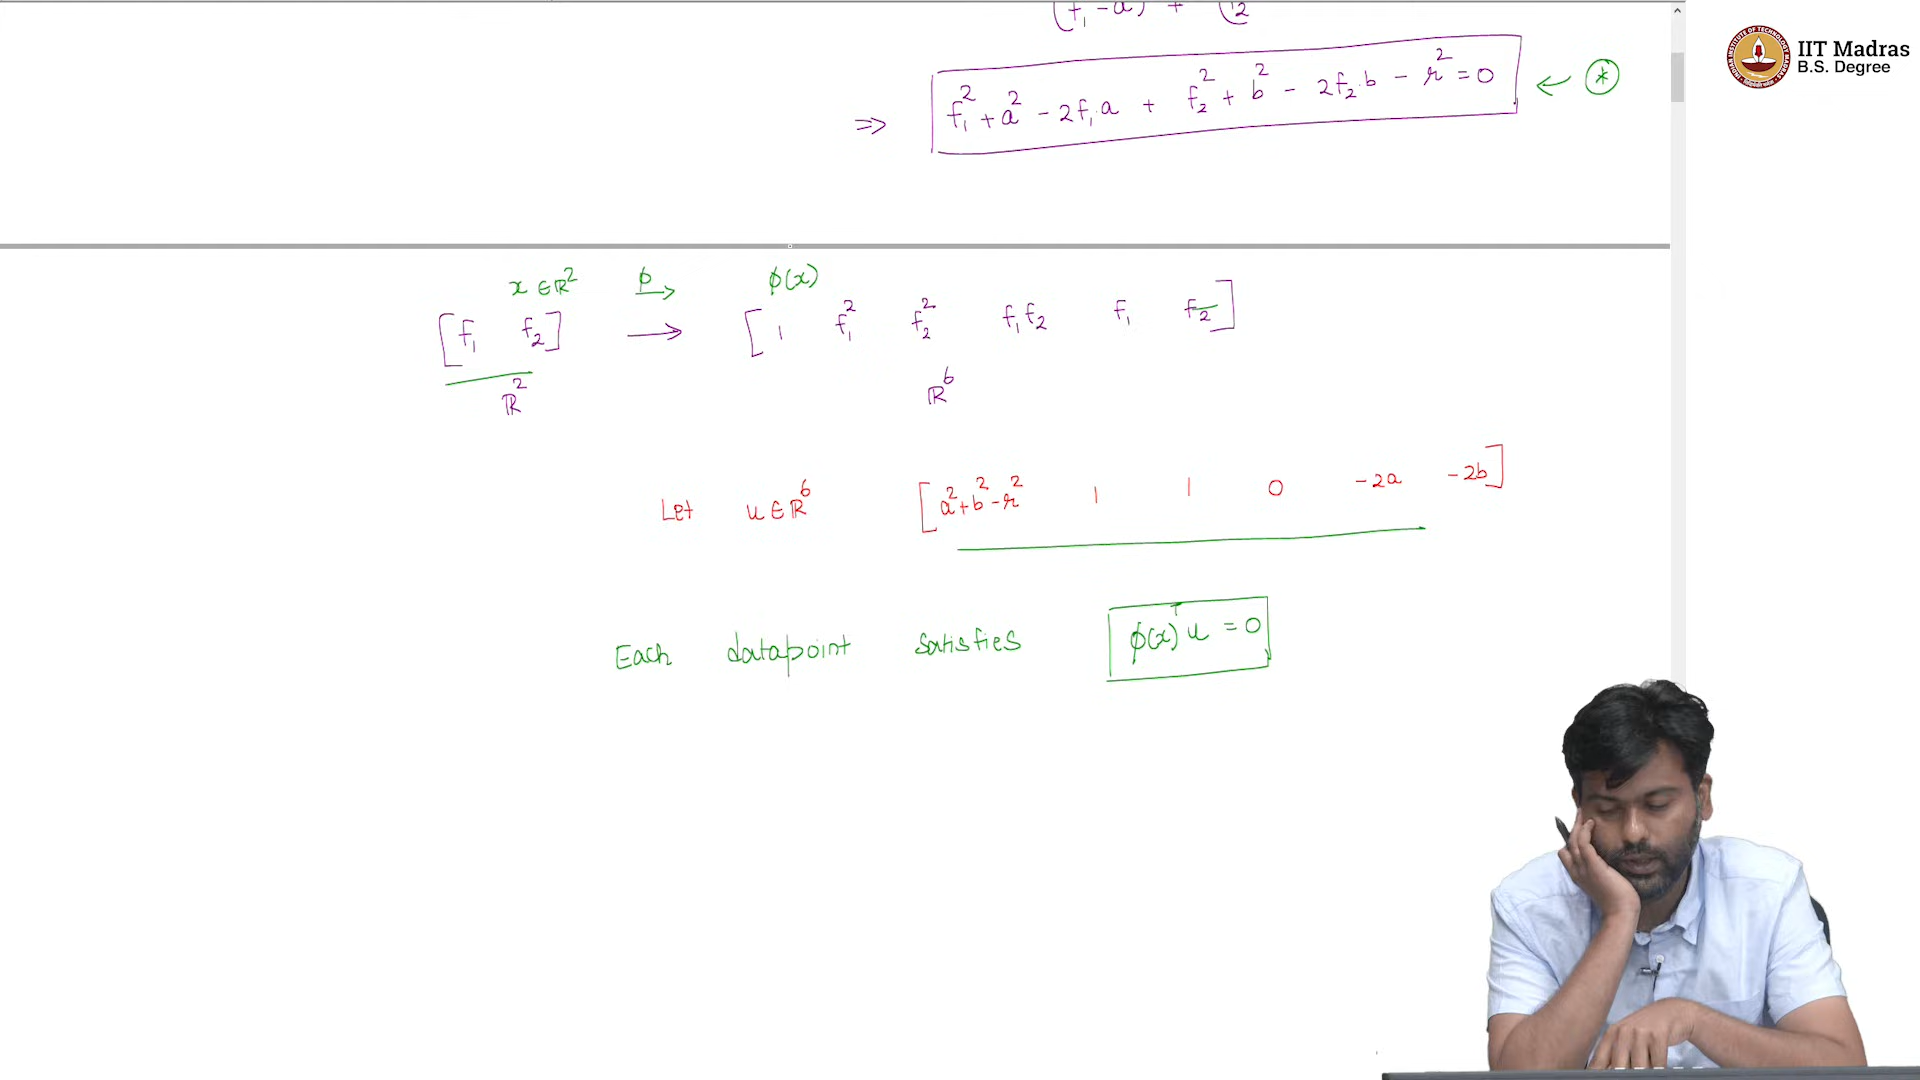 (f₁ - a)² +
IIT Madras
B.S. Degree
⇒ f₁² + a² - 2f₁a + f₂² + b² - 2f₂b - r² = 0 ← *
x ∈ ℝ² ϕ→ ϕ(x)
[f₁ f₂] → [1 f₁² f₂² f₁f₂ f₁ f₂]
ℝ² ℝ⁶
Let u ∈ ℝ⁶ [a² + b² - r² 1 1 0 -2a -2b]
Each datapoint satisfies ϕ(x)ᵀu = 0